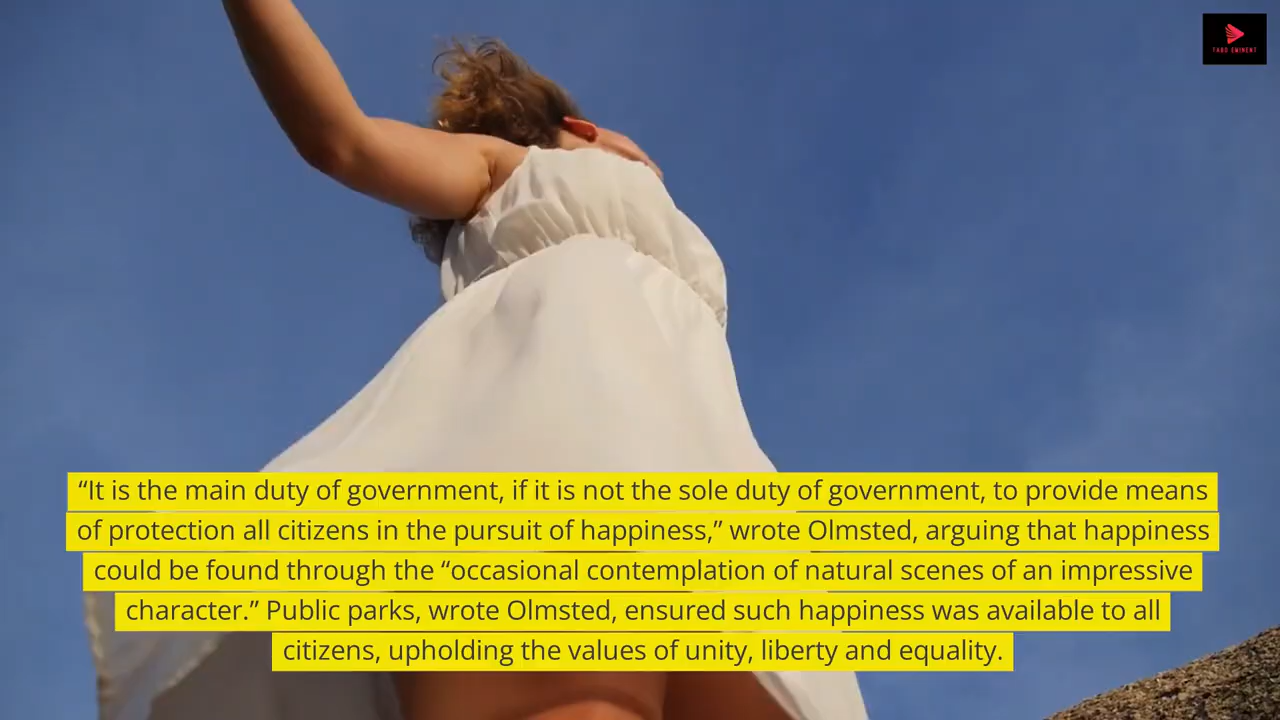 FARD EMINENT
“It is the main duty of government, if it is not the sole duty of government, to provide means
of protection all citizens in the pursuit of happiness,” wrote Olmsted, arguing that happiness
could be found through the “occasional contemplation of natural scenes of an impressive
character.” Public parks, wrote Olmsted, ensured such happiness was available to all
citizens, upholding the values of unity, liberty and equality.